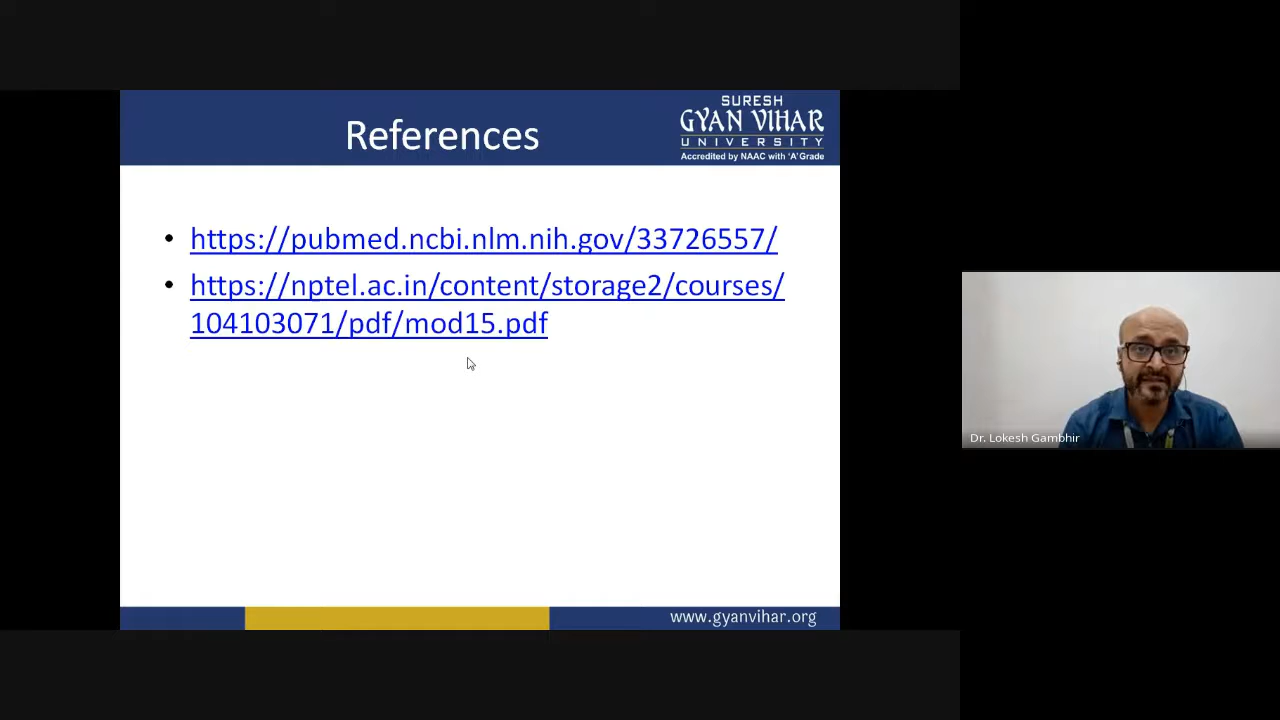 References
SURESH
GYAN VIHAR
UNIVERSITY
Accredited by NAAC with 'A' Grade
• https://pubmed.ncbi.nlm.nih.gov/33726557/
• https://nptel.ac.in/content/storage2/courses/
104103071/pdf/mod15.pdf
Dr. Lokesh Gambhir
www.gyanvihar.org